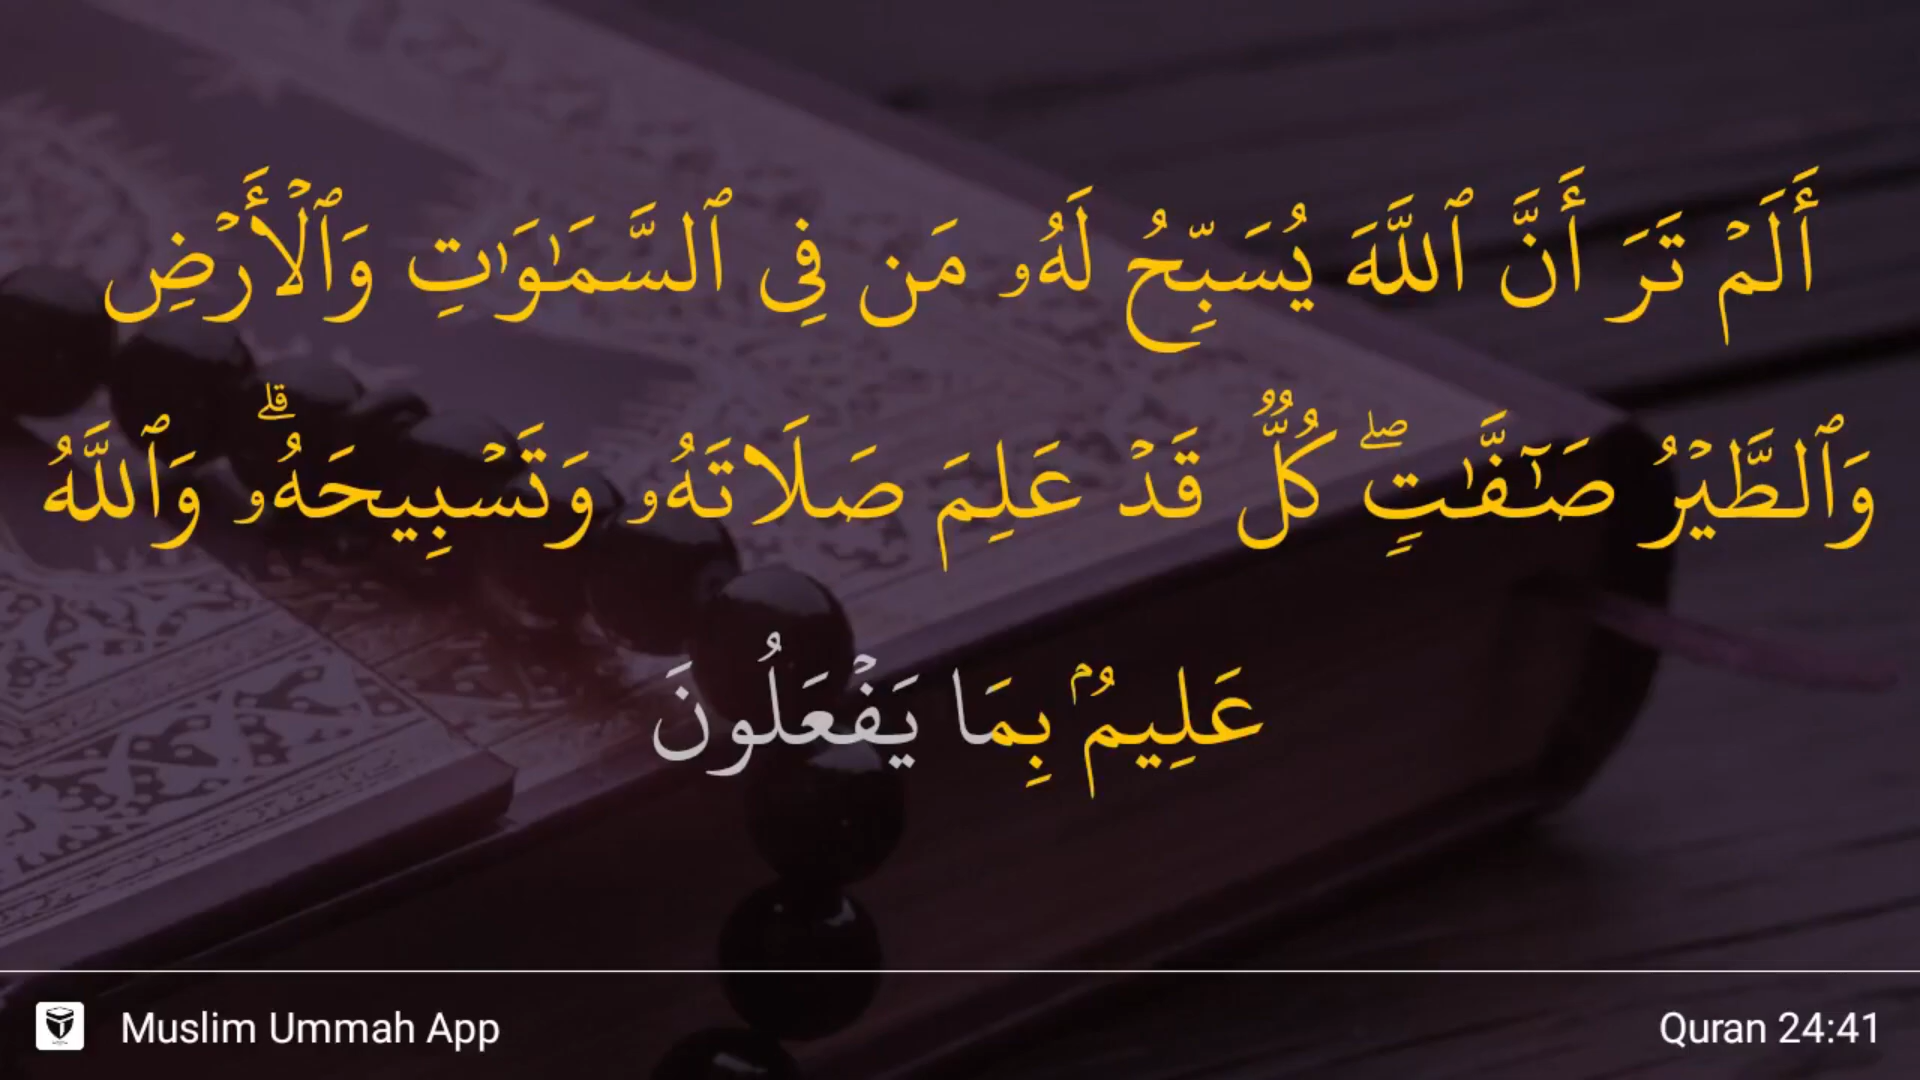 أَلَمۡ تَرَ أَنَّ ٱللَّهَ يُسَبِّحُ لَهُۥ مَن فِى ٱلسَّمَـٰوَٰتِ وَٱلۡأَرۡضِ
وَٱلطَّيۡرُ صَـٰٓفَّـٰتٍۖ كُلٌّ قَدۡ عَلِمَ صَلَاتَهُۥ وَتَسۡبِيحَهُۥۗ وَٱللَّهُ
عَلِيمُۢ بِمَا يَفۡعَلُونَ
Muslim Ummah App
Quran 24:41